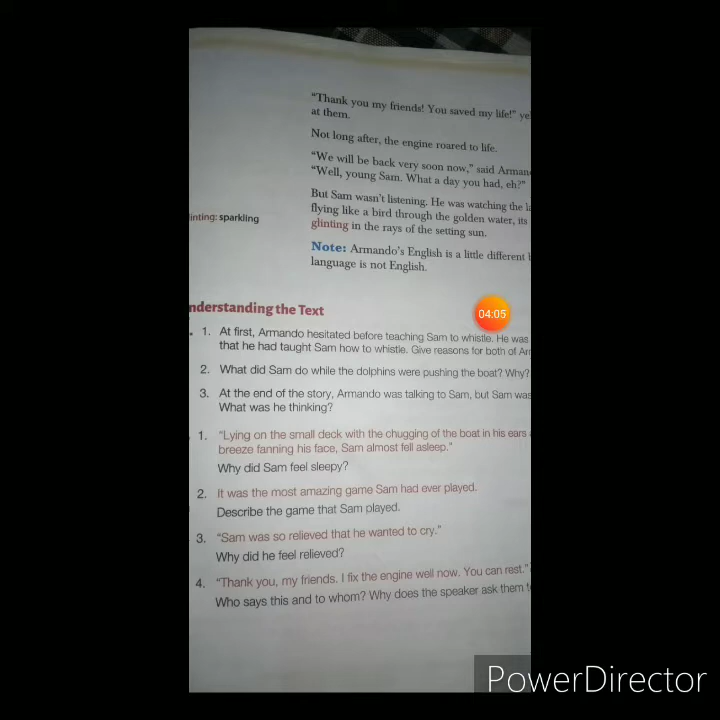 "Thank you my friends! You saved my life!" ye
at them.
Not long after, the engine roared to life.
"We will be back very soon now," said Arman
"Well, young Sam. What a day you had, eh?"
But Sam wasn't listening. He was watching the la
flying like a bird through the golden water, its
inting: sparkling
glinting in the rays of the setting sun.
Note: Armando's English is a little different b
language is not English.
nderstanding the Text
04:05
1. At first, Armando hesitated before teaching Sam to whistle. He was
that he had taught Sam how to whistle. Give reasons for both of Ar
2. What did Sam do while the dolphins were pushing the boat? Why?
3. At the end of the story, Armando was talking to Sam, but Sam was
What was he thinking?
1. "Lying on the small deck with the chugging of the boat in his ears
breeze fanning his face, Sam almost fell asleep."
Why did Sam feel sleepy?
2. It was the most amazing game Sam had ever played.
Describe the game that Sam played.
3. "Sam was so relieved that he wanted to cry."
Why did he feel relieved?
4. "Thank you, my friends. I fix the engine well now. You can rest."
Who says this and to whom? Why does the speaker ask them t
PowerDirector